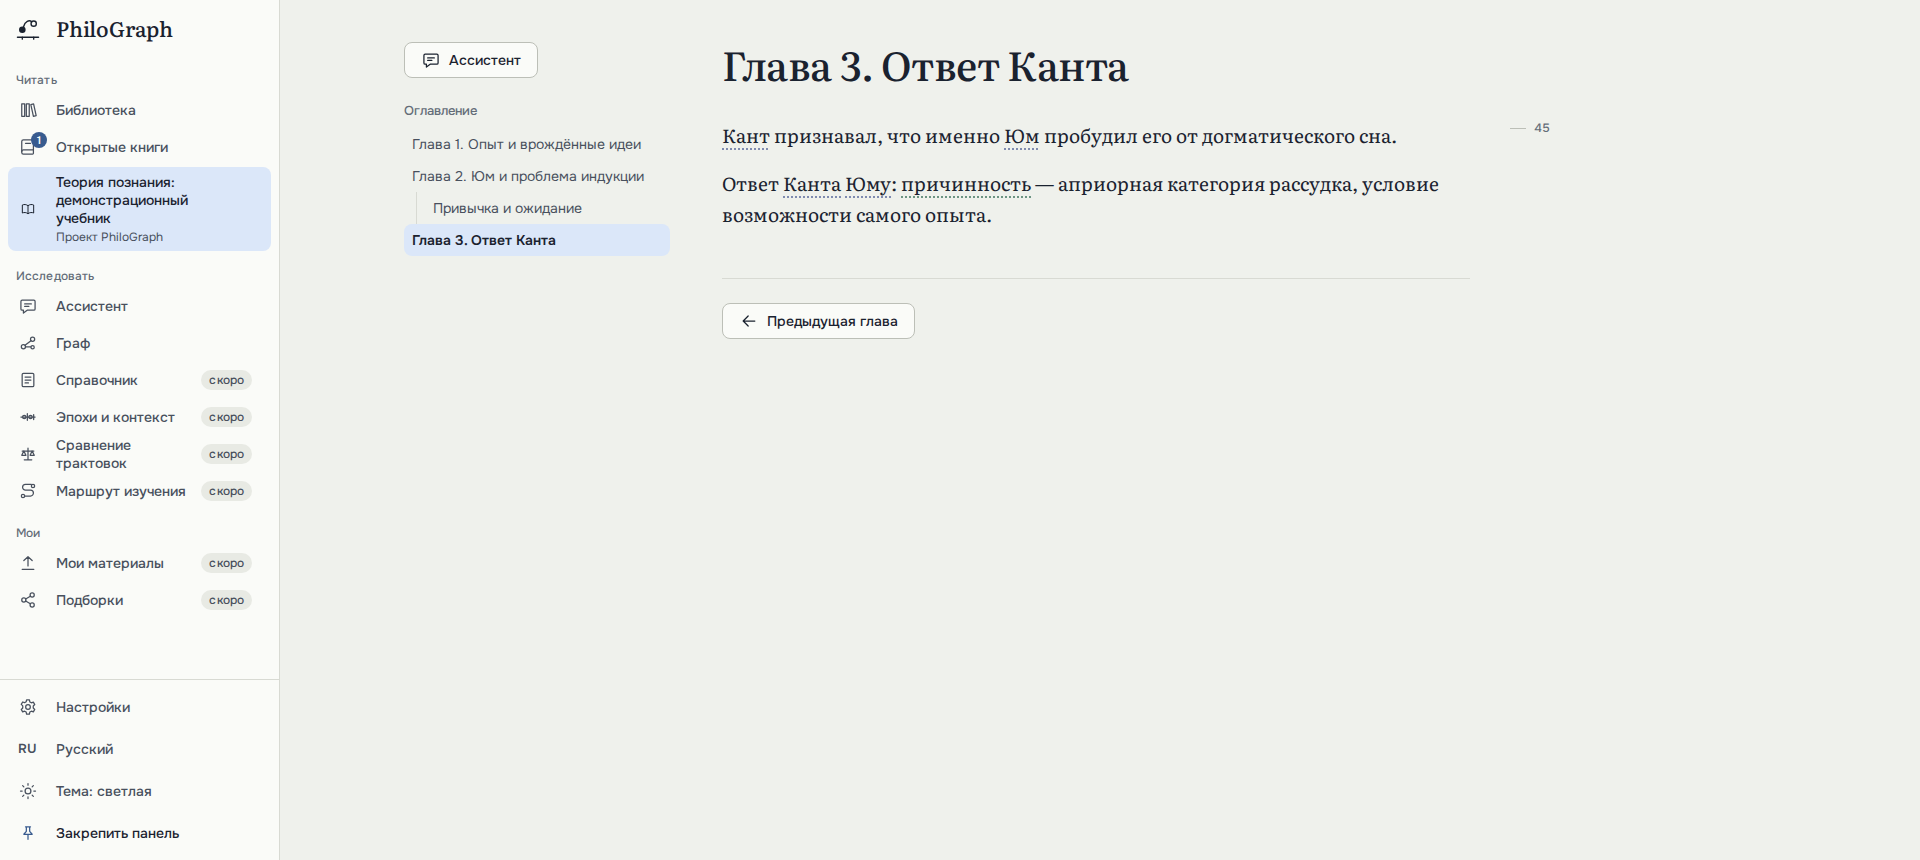 PhiloGraph
Читать
Библиотека
1
Открытые книги
Теория познания:
демонстрационный
учебник
Проект PhiloGraph
Исследовать
Ассистент
Граф
Справочник
скоро
Эпохи и контекст
скоро
Сравнение
трактовок
скоро
Маршрут изучения
скоро
Мои
Мои материалы
скоро
Подборки
скоро
Настройки
RU
Русский
Тема: светлая
Закрепить панель
Ассистент
Оглавление
Глава 1. Опыт и врождённые идеи
Глава 2. Юм и проблема индукции
Привычка и ожидание
Глава 3. Ответ Канта
Глава 3. Ответ Канта
Кант признавал, что именно Юм пробудил его от догматического сна.
45
Ответ Канта Юму: причинность — априорная категория рассудка, условие
возможности самого опыта.
Предыдущая глава